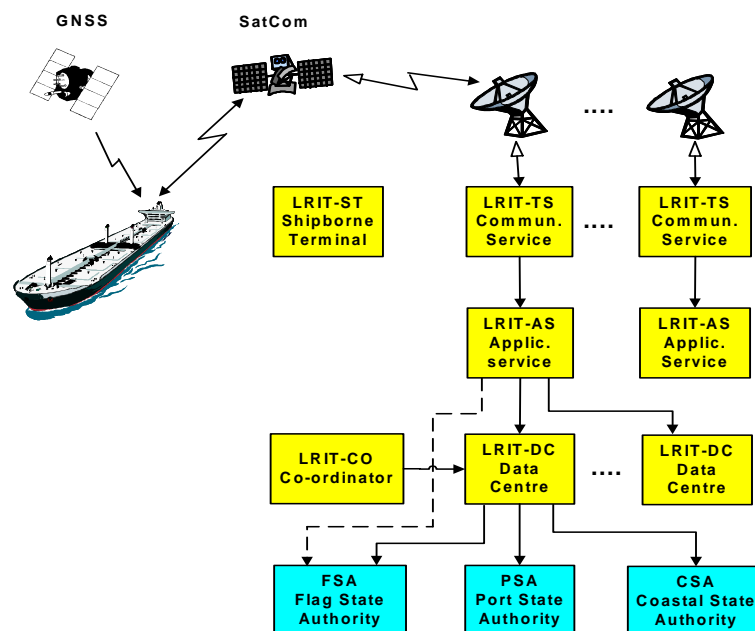 GNSS
SatCom
....
LRIT-ST
Shipborne
Terminal
LRIT-TS
Commun.
Service
....
LRIT-TS
Commun.
Service
LRIT-AS
Applic.
service
LRIT-AS
Applic.
Service
LRIT-CO
Co-ordinator
LRIT-DC
Data
Centre
....
LRIT-DC
Data
Centre
FSA
Flag State
Authority
PSA
Port State
Authority
CSA
Coastal State
Authority